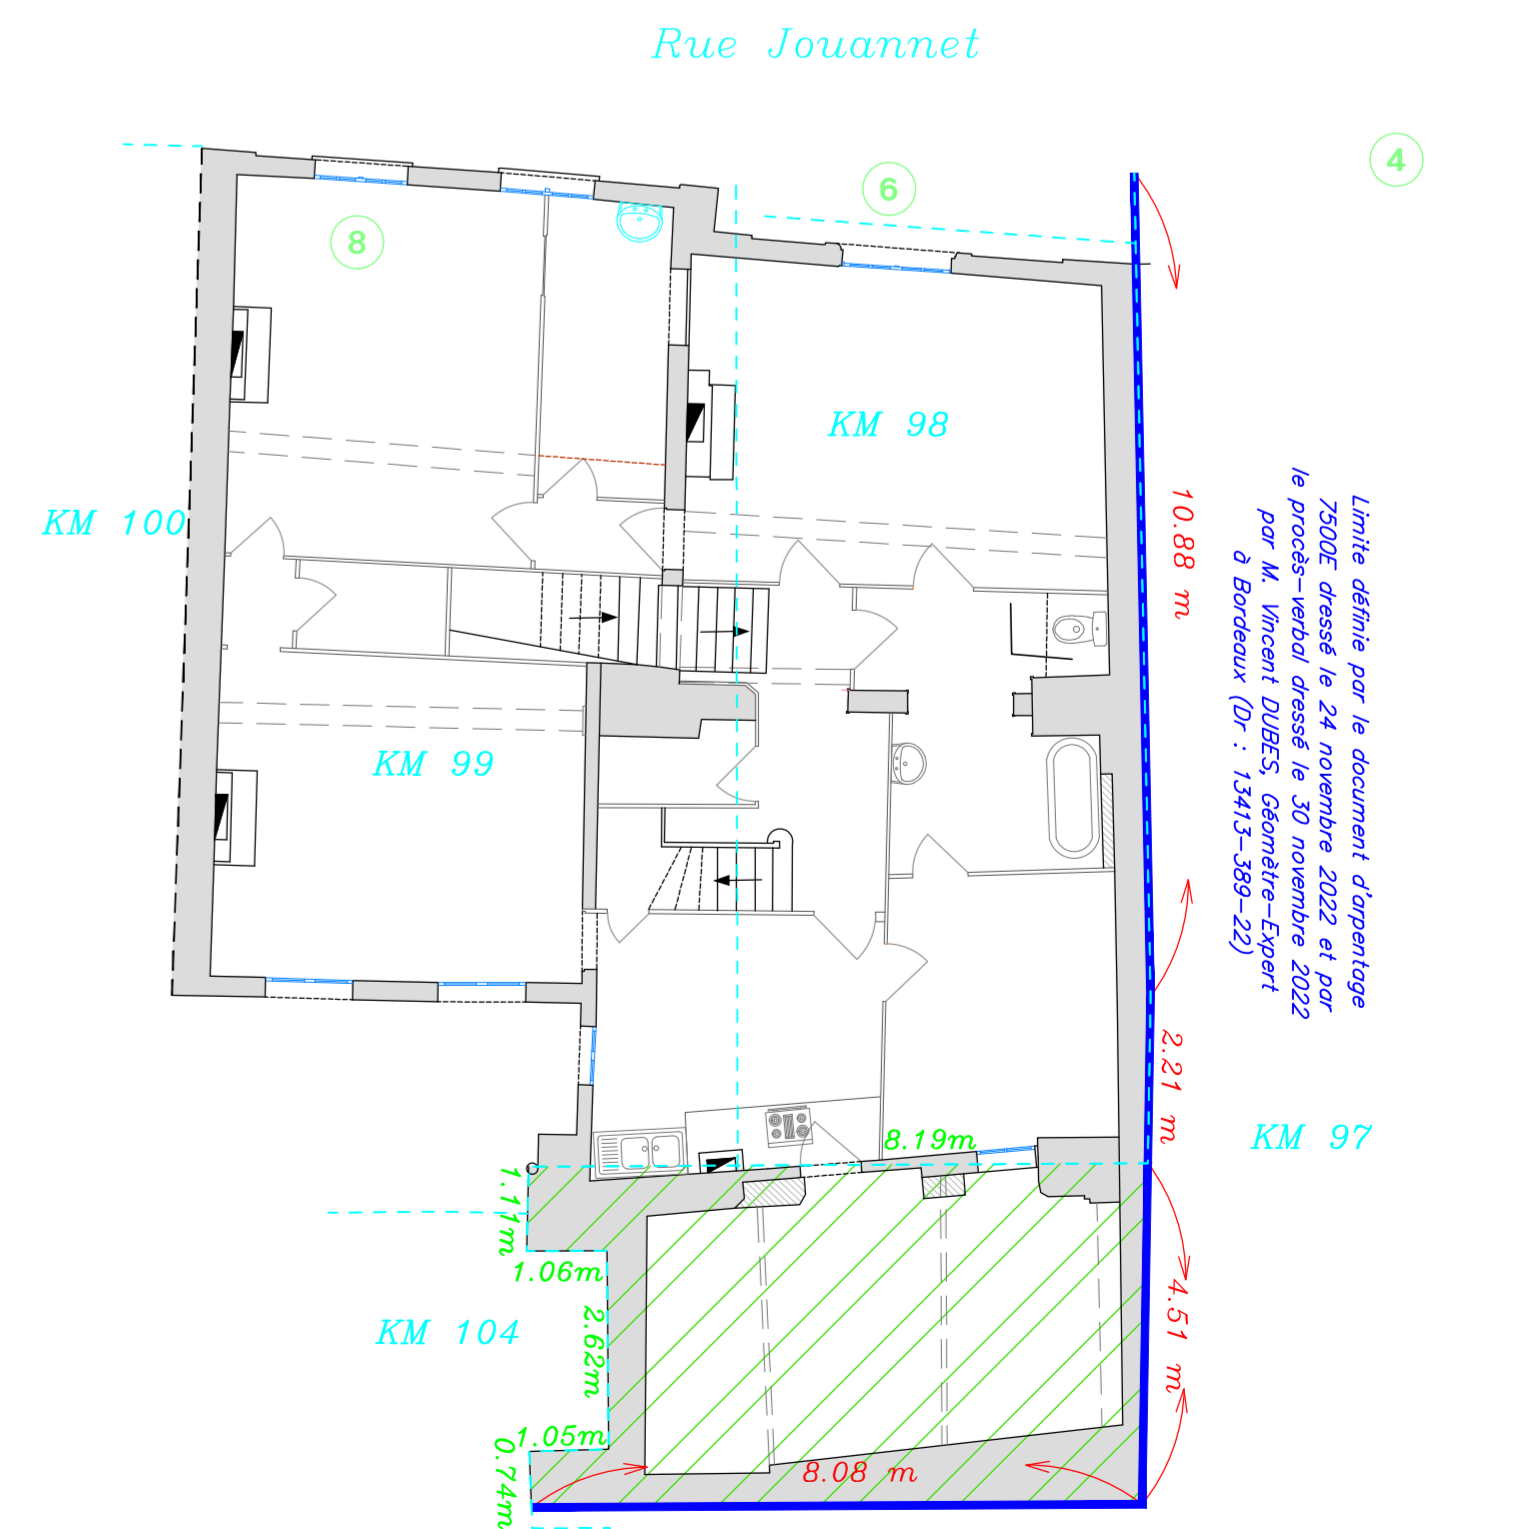 Rue Jouannet
4
6
8
KM 98
KM 100
10.88 m
Limite définie par le document d'arpentage
7500E dressé le 24 novembre 2022 et par
le procès-verbal dressé le 30 novembre 2022
par M. Vincent DUBES, Géomètre-Expert
à Bordeaux (Dr : 13413-389-22)
KM 99
2.21 m
8.19m
KM 97
1.11m
1.06m
2.62m
KM 104
4.51 m
1.05m
0.74m
8.08 m